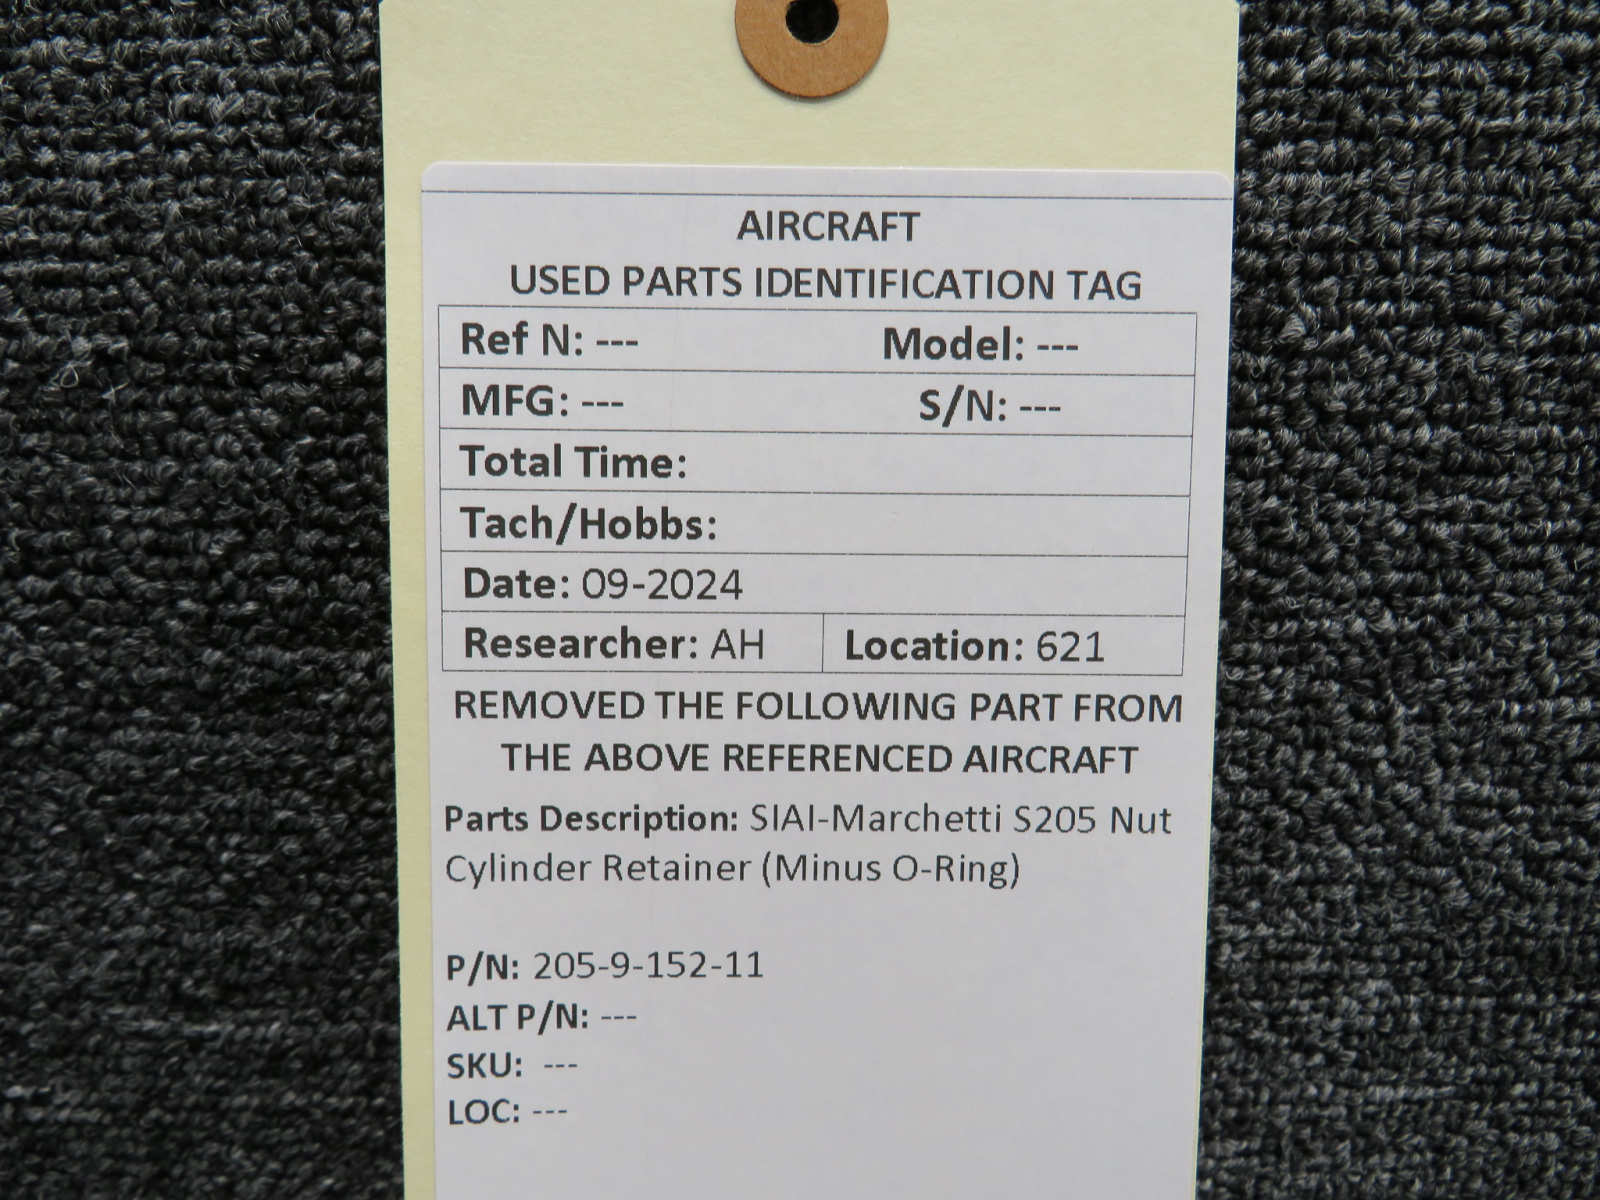 AIRCRAFT
USED PARTS IDENTIFICATION TAG
Ref N: --- Model: ---
MFG: --- S/N: ---
Total Time:
Tach/Hobbs:
Date: 09-2024
Researcher: AH Location: 621
REMOVED THE FOLLOWING PART FROM
THE ABOVE REFERENCED AIRCRAFT
Parts Description: SIAI-Marchetti S205 Nut
Cylinder Retainer (Minus O-Ring)
P/N: 205-9-152-11
ALT P/N: ---
SKU: ---
LOC: ---